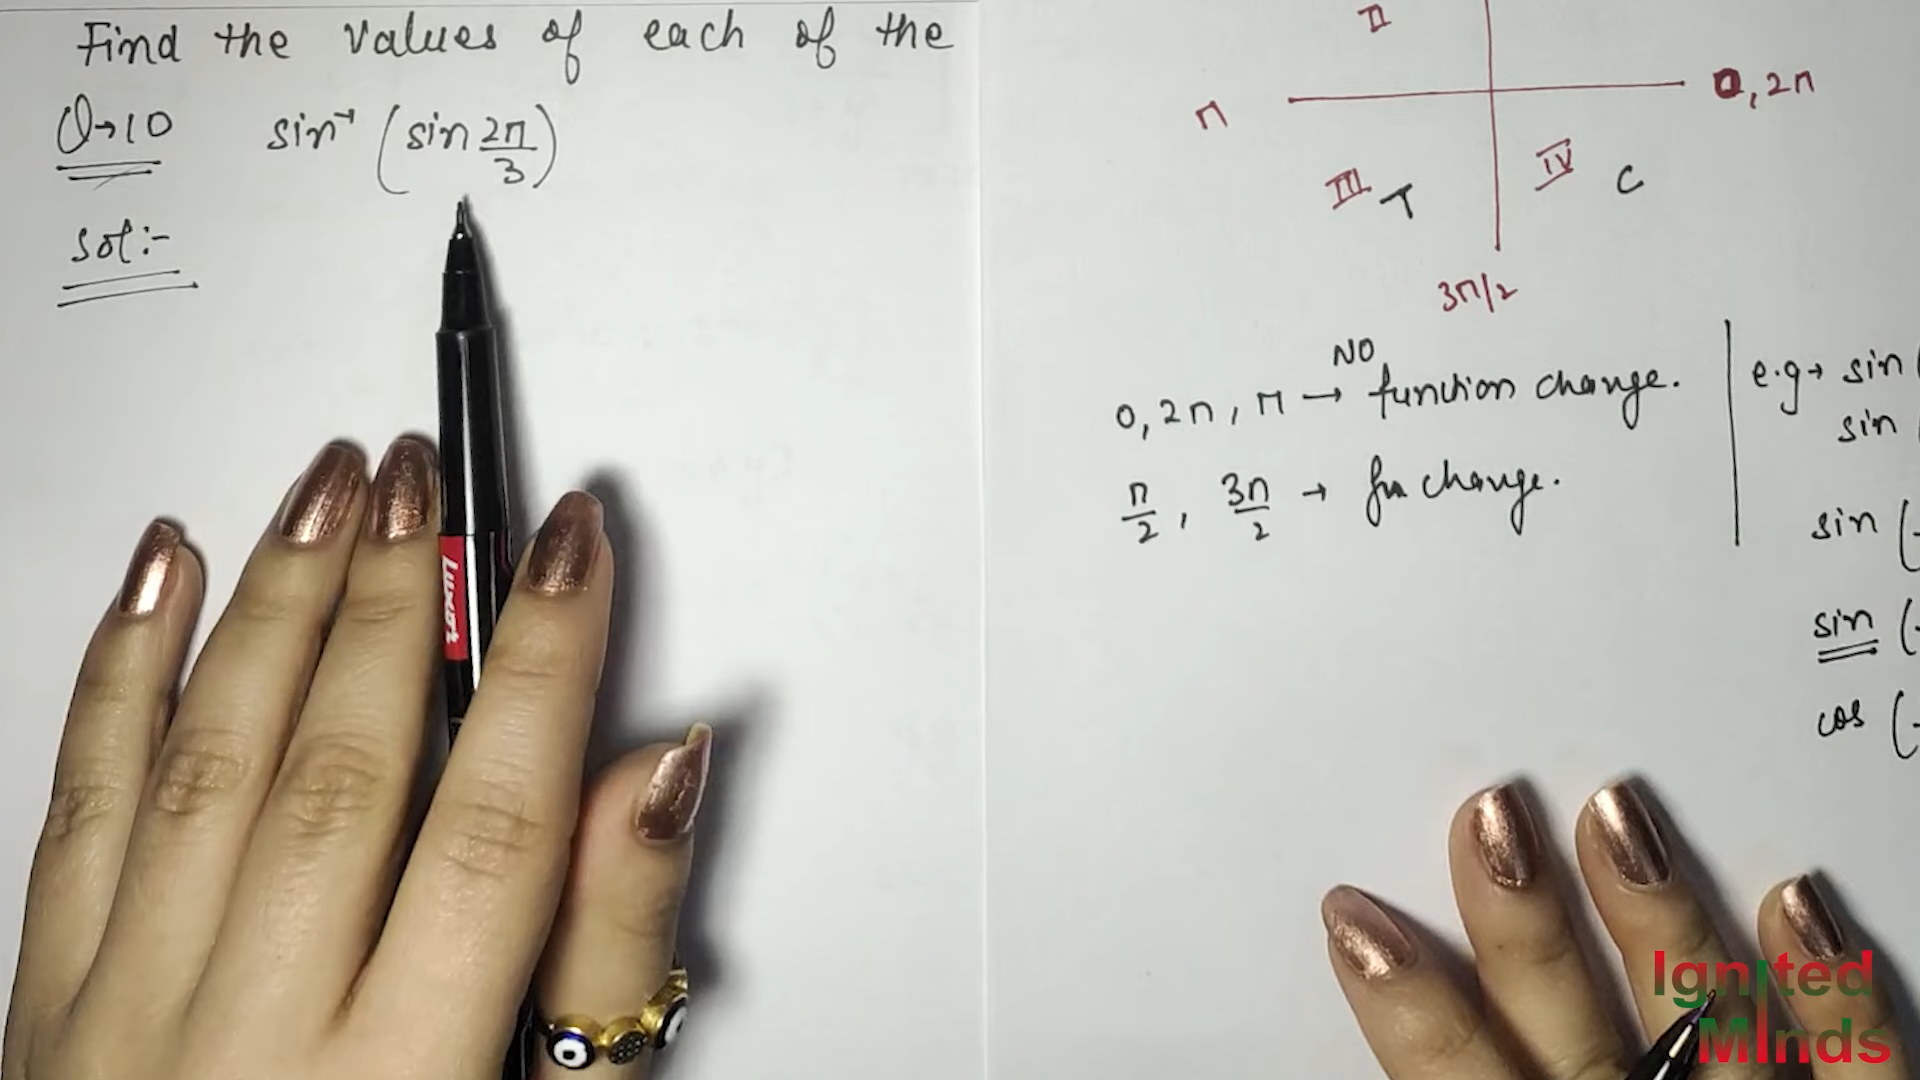 Find the values of each of the
Q→10 sin⁻¹ (sin 2π/3)
Sol:-
II
π
0, 2π
III T
IV C
3π/2
NO
0, 2π, π → function change.
π/2, 3π/2 → fn change.
e.g→ sin (
sin (
sin (-
sin (-
cos (-
Luxor
Ignited
Minds